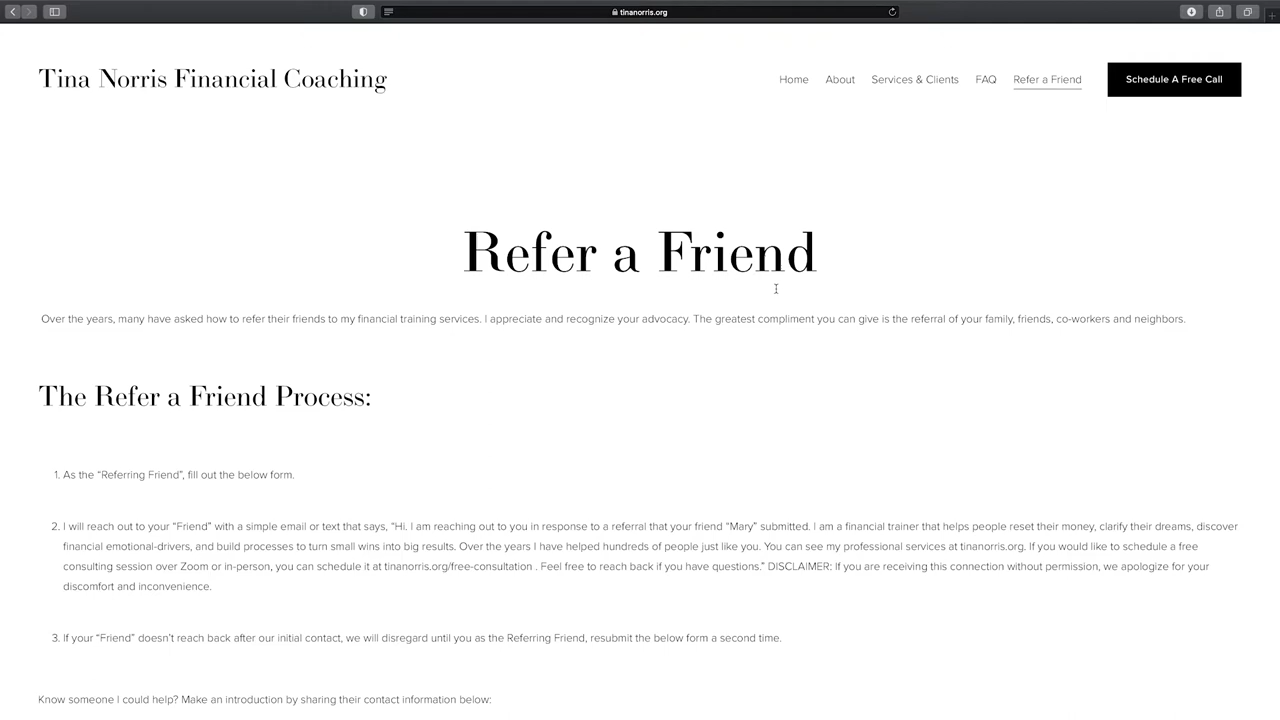 tinanorris.org
Tina Norris Financial Coaching
Home About Services & Clients FAQ Refer a Friend Schedule A Free Call
Refer a Friend
Over the years, many have asked how to refer their friends to my financial training services. I appreciate and recognize your advocacy. The greatest compliment you can give is the referral of your family, friends, co-workers and neighbors.
The Refer a Friend Process:
1. As the “Referring Friend”, fill out the below form.
2. I will reach out to your “Friend” with a simple email or text that says, “Hi. I am reaching out to you in response to a referral that your friend “Mary” submitted. I am a financial trainer that helps people reset their money, clarify their dreams, discover
financial emotional-drivers, and build processes to turn small wins into big results. Over the years I have helped hundreds of people just like you. You can see my professional services at tinanorris.org. If you would like to schedule a free
consulting session over Zoom or in-person, you can schedule it at tinanorris.org/free-consultation . Feel free to reach back if you have questions.” DISCLAIMER: If you are receiving this connection without permission, we apologize for your
discomfort and inconvenience.
3. If your “Friend” doesn’t reach back after our initial contact, we will disregard until you as the Referring Friend, resubmit the below form a second time.
Know someone I could help? Make an introduction by sharing their contact information below: